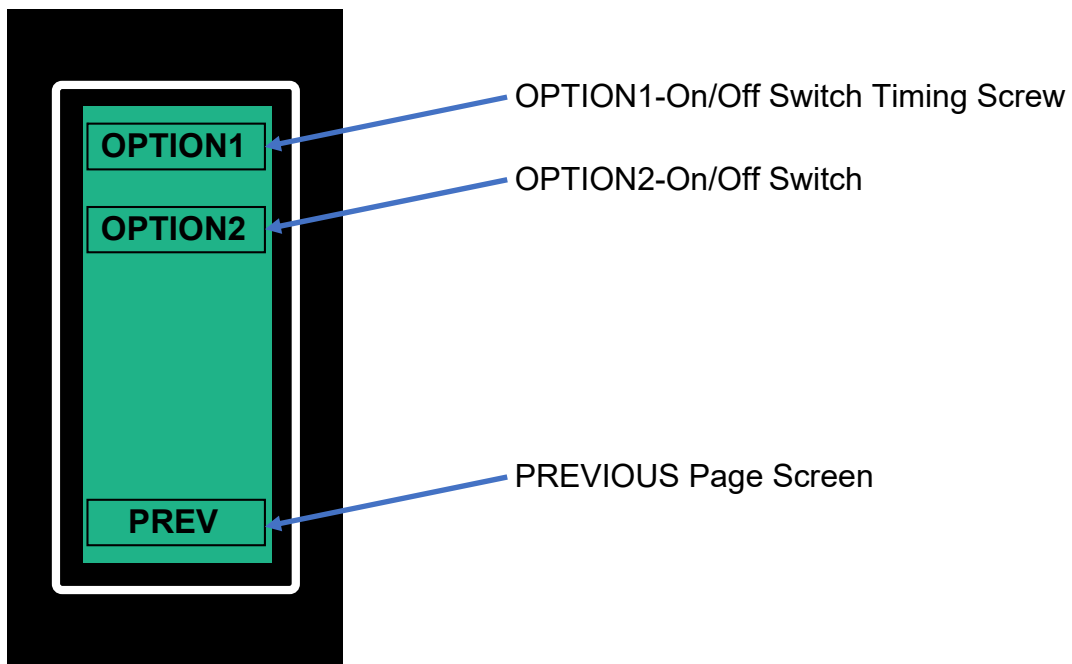 OPTION1
OPTION1-On/Off Switch Timing Screw
OPTION2
OPTION2-On/Off Switch
PREV
PREVIOUS Page Screen